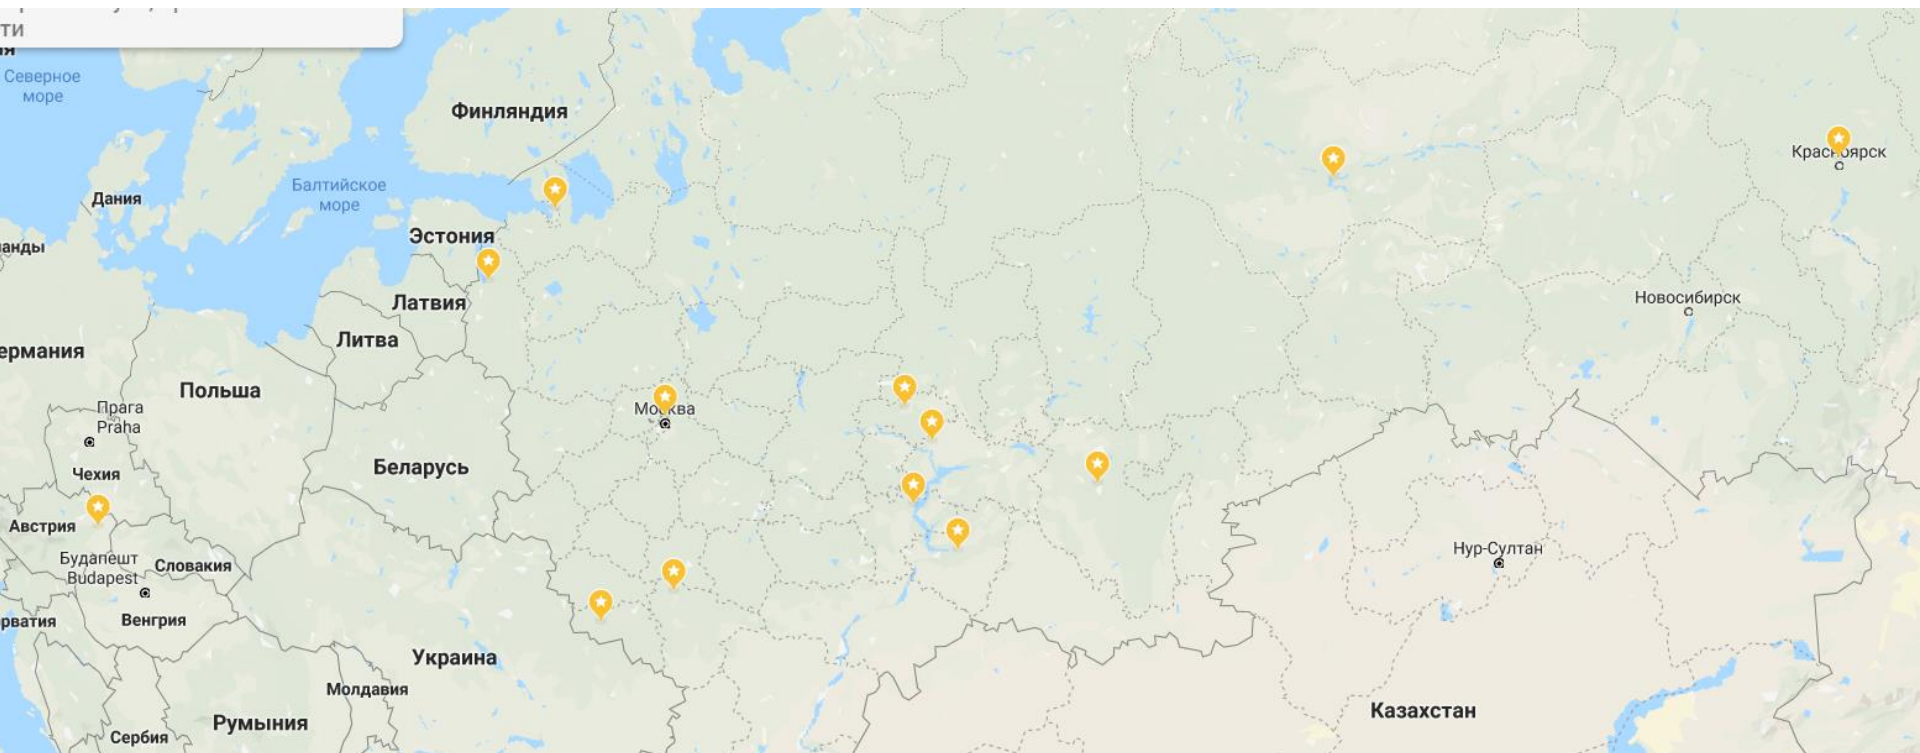 ти
Северное
море
Финляндия
Красноярск
Балтийское
море
Дания
Эстония
анды
Латвия
Новосибирск
Литва
ермания
Польша
Прага
Praha
Москва
Беларусь
Чехия
Австрия
Будапешт
Budapest
Словакия
Нур-Султан
рватия
Венгрия
Украина
Молдавия
Румыния
Казахстан
Сербия